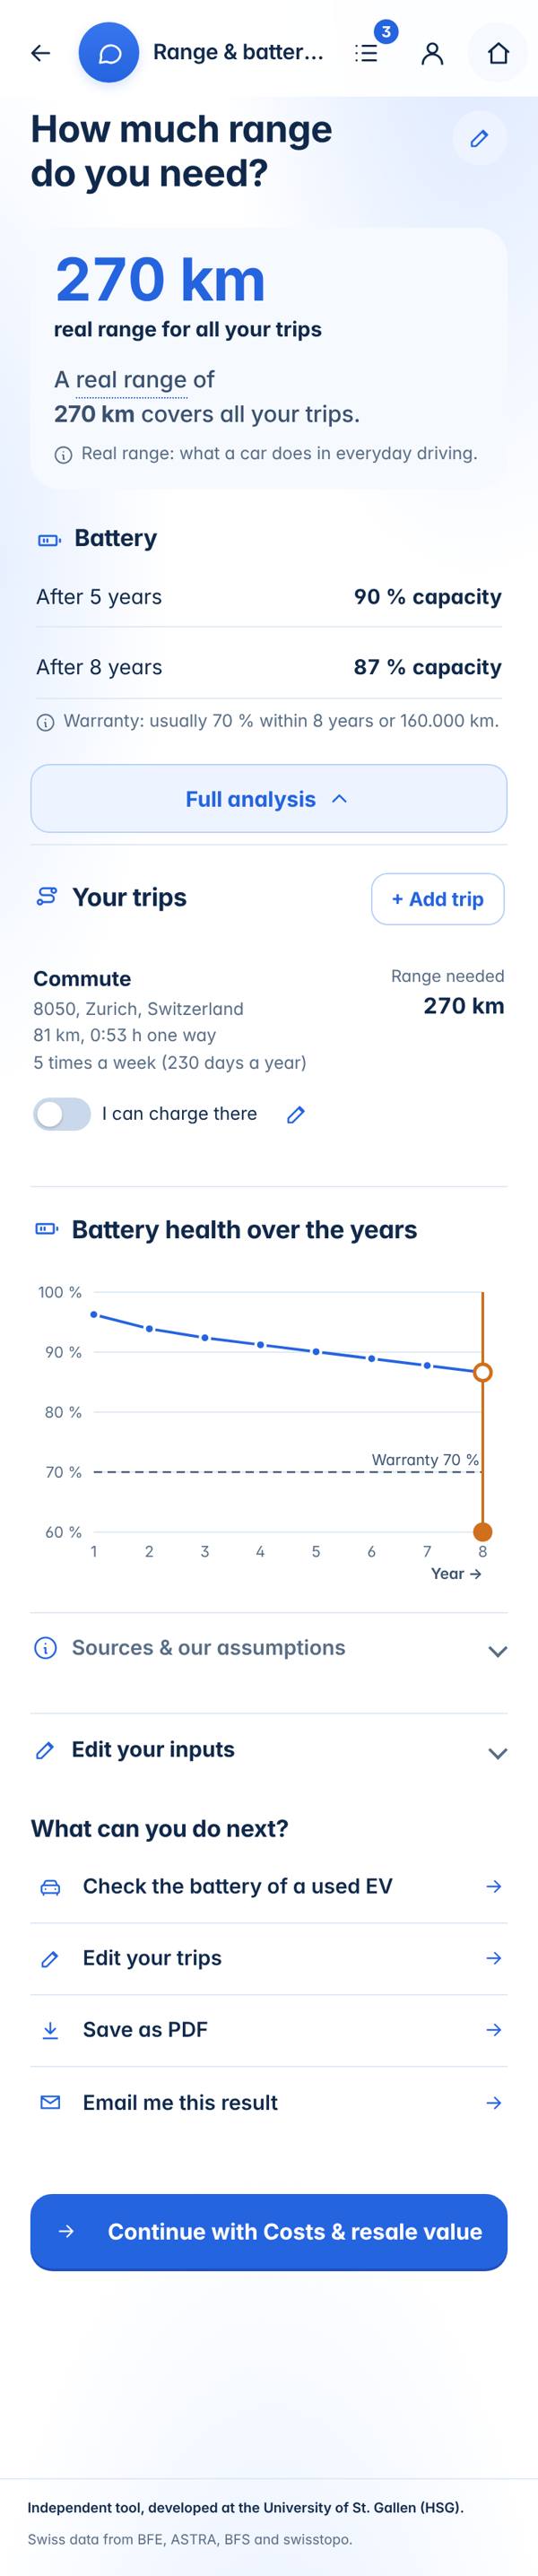 Range & batter...
3
How much range
do you need?
270 km
real range for all your trips
A real range of
270 km covers all your trips.
Real range: what a car does in everyday driving.
Battery
After 5 years 90 % capacity
After 8 years 87 % capacity
Warranty: usually 70 % within 8 years or 160.000 km.
Full analysis
Your trips
+ Add trip
Commute
Range needed
8050, Zurich, Switzerland
270 km
81 km, 0:53 h one way
5 times a week (230 days a year)
I can charge there
Battery health over the years
100 %
90 %
80 %
Warranty 70 %
70 %
60 %
1 2 3 4 5 6 7 8
Year →
Sources & our assumptions
Edit your inputs
What can you do next?
Check the battery of a used EV
Edit your trips
Save as PDF
Email me this result
Continue with Costs & resale value
Independent tool, developed at the University of St. Gallen (HSG).
Swiss data from BFE, ASTRA, BFS and swisstopo.